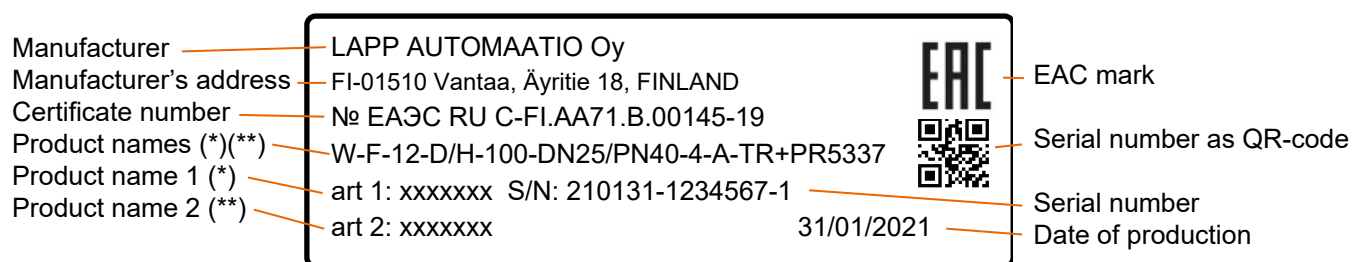 Manufacturer
Manufacturer's address
Certificate number
Product names (*)(**)
Product name 1 (*)
Product name 2 (**)
LAPP AUTOMAATIO Oy
FI-01510 Vantaa, Äyritie 18, FINLAND
№ ЕАЭС RU C-FI.AA71.B.00145-19
W-F-12-D/H-100-DN25/PN40-4-A-TR+PR5337
art 1: xxxxxxx S/N: 210131-1234567-1
art 2: xxxxxxx 31/01/2021
EAC
EAC mark
Serial number as QR-code
Serial number
Date of production